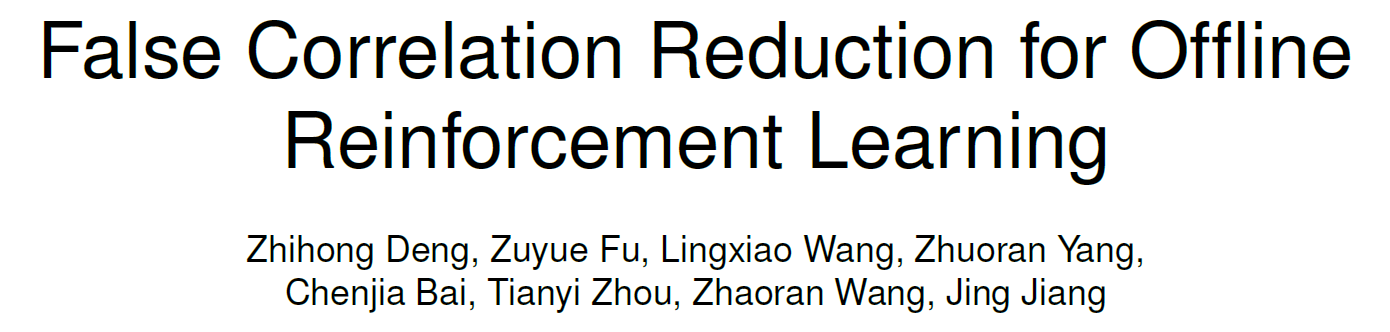 False Correlation Reduction for Offline
Reinforcement Learning
Zhihong Deng, Zuyue Fu, Lingxiao Wang, Zhuoran Yang,
Chenjia Bai, Tianyi Zhou, Zhaoran Wang, Jing Jiang